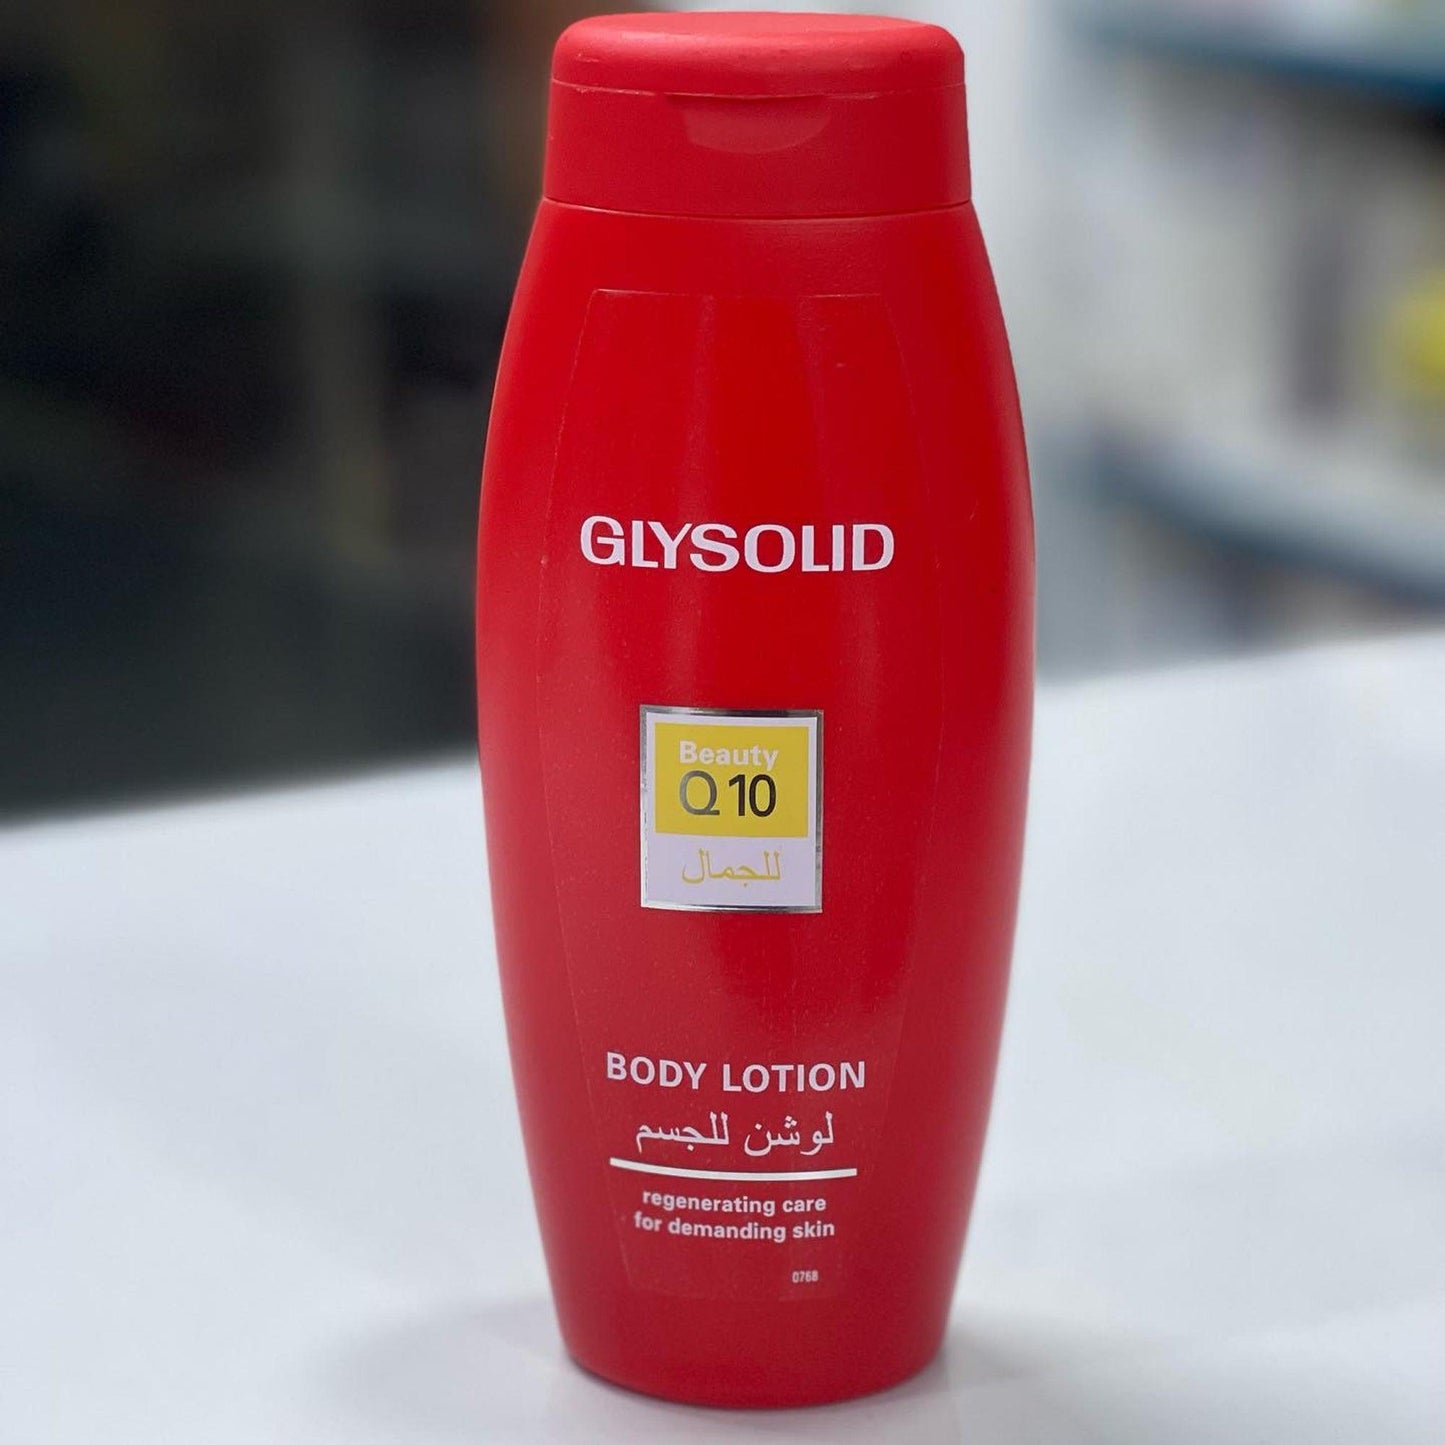 GLYSOLID
Beauty
Q10
للجمال
BODY LOTION
لوشن للجسم
regenerating care
for demanding skin
0768